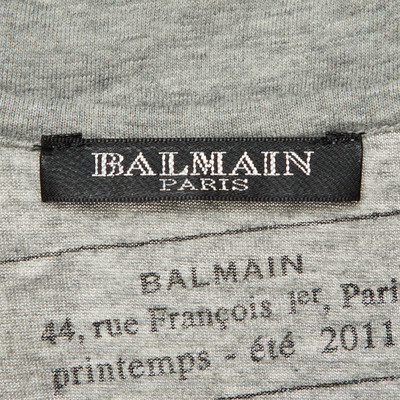 BALMAIN
PARIS
BALMAIN
44, rue François 1er, Pari
printemps - été 2011